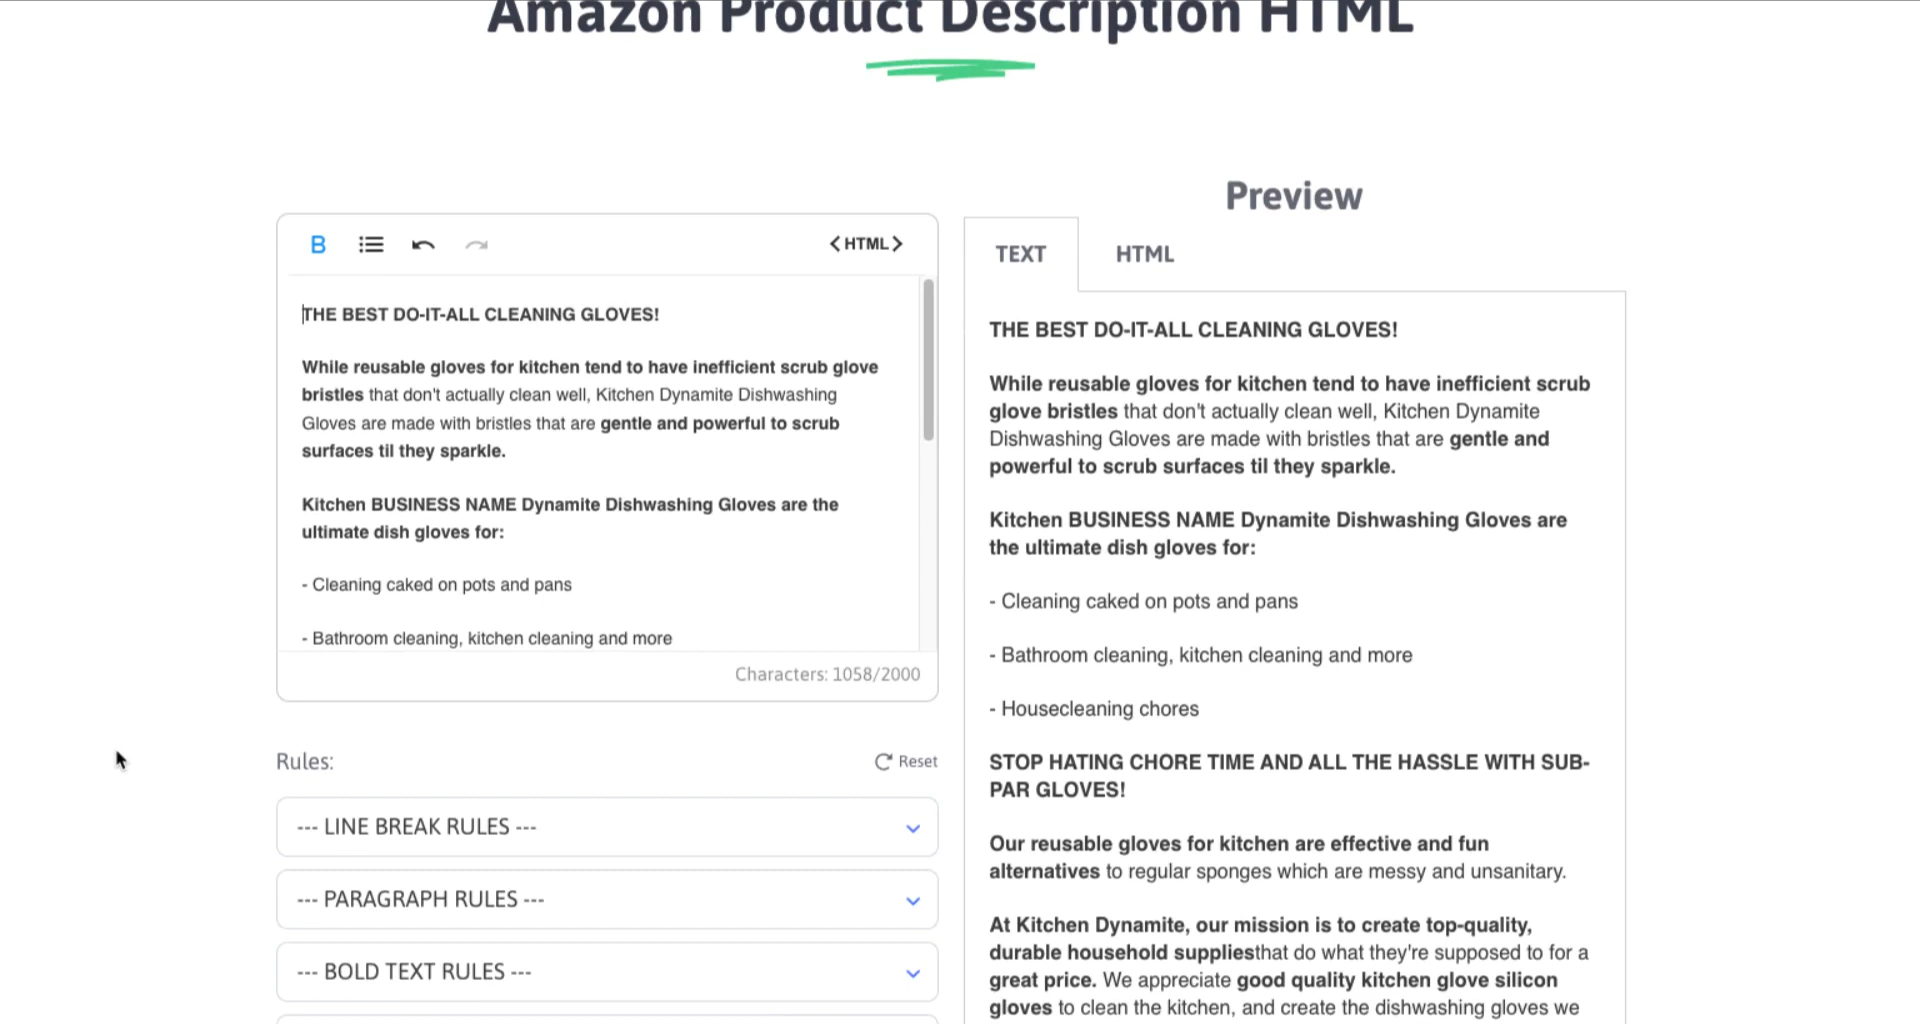 Amazon Product Description HTML
B
<HTML>
THE BEST DO-IT-ALL CLEANING GLOVES!
While reusable gloves for kitchen tend to have inefficient scrub glove
bristles that don't actually clean well, Kitchen Dynamite Dishwashing
Gloves are made with bristles that are gentle and powerful to scrub
surfaces til they sparkle.
Kitchen BUSINESS NAME Dynamite Dishwashing Gloves are the
ultimate dish gloves for:
- Cleaning caked on pots and pans
- Bathroom cleaning, kitchen cleaning and more
Characters: 1058/2000
Rules:
Reset
--- LINE BREAK RULES ---
--- PARAGRAPH RULES ---
--- BOLD TEXT RULES ---
Preview
TEXT
HTML
THE BEST DO-IT-ALL CLEANING GLOVES!
While reusable gloves for kitchen tend to have inefficient scrub
glove bristles that don't actually clean well, Kitchen Dynamite
Dishwashing Gloves are made with bristles that are gentle and
powerful to scrub surfaces til they sparkle.
Kitchen BUSINESS NAME Dynamite Dishwashing Gloves are
the ultimate dish gloves for:
- Cleaning caked on pots and pans
- Bathroom cleaning, kitchen cleaning and more
- Housecleaning chores
STOP HATING CHORE TIME AND ALL THE HASSLE WITH SUB-
PAR GLOVES!
Our reusable gloves for kitchen are effective and fun
alternatives to regular sponges which are messy and unsanitary.
At Kitchen Dynamite, our mission is to create top-quality,
durable household suppliesthat do what they're supposed to for a
great price. We appreciate good quality kitchen glove silicon
gloves to clean the kitchen, and create the dishwashing gloves we